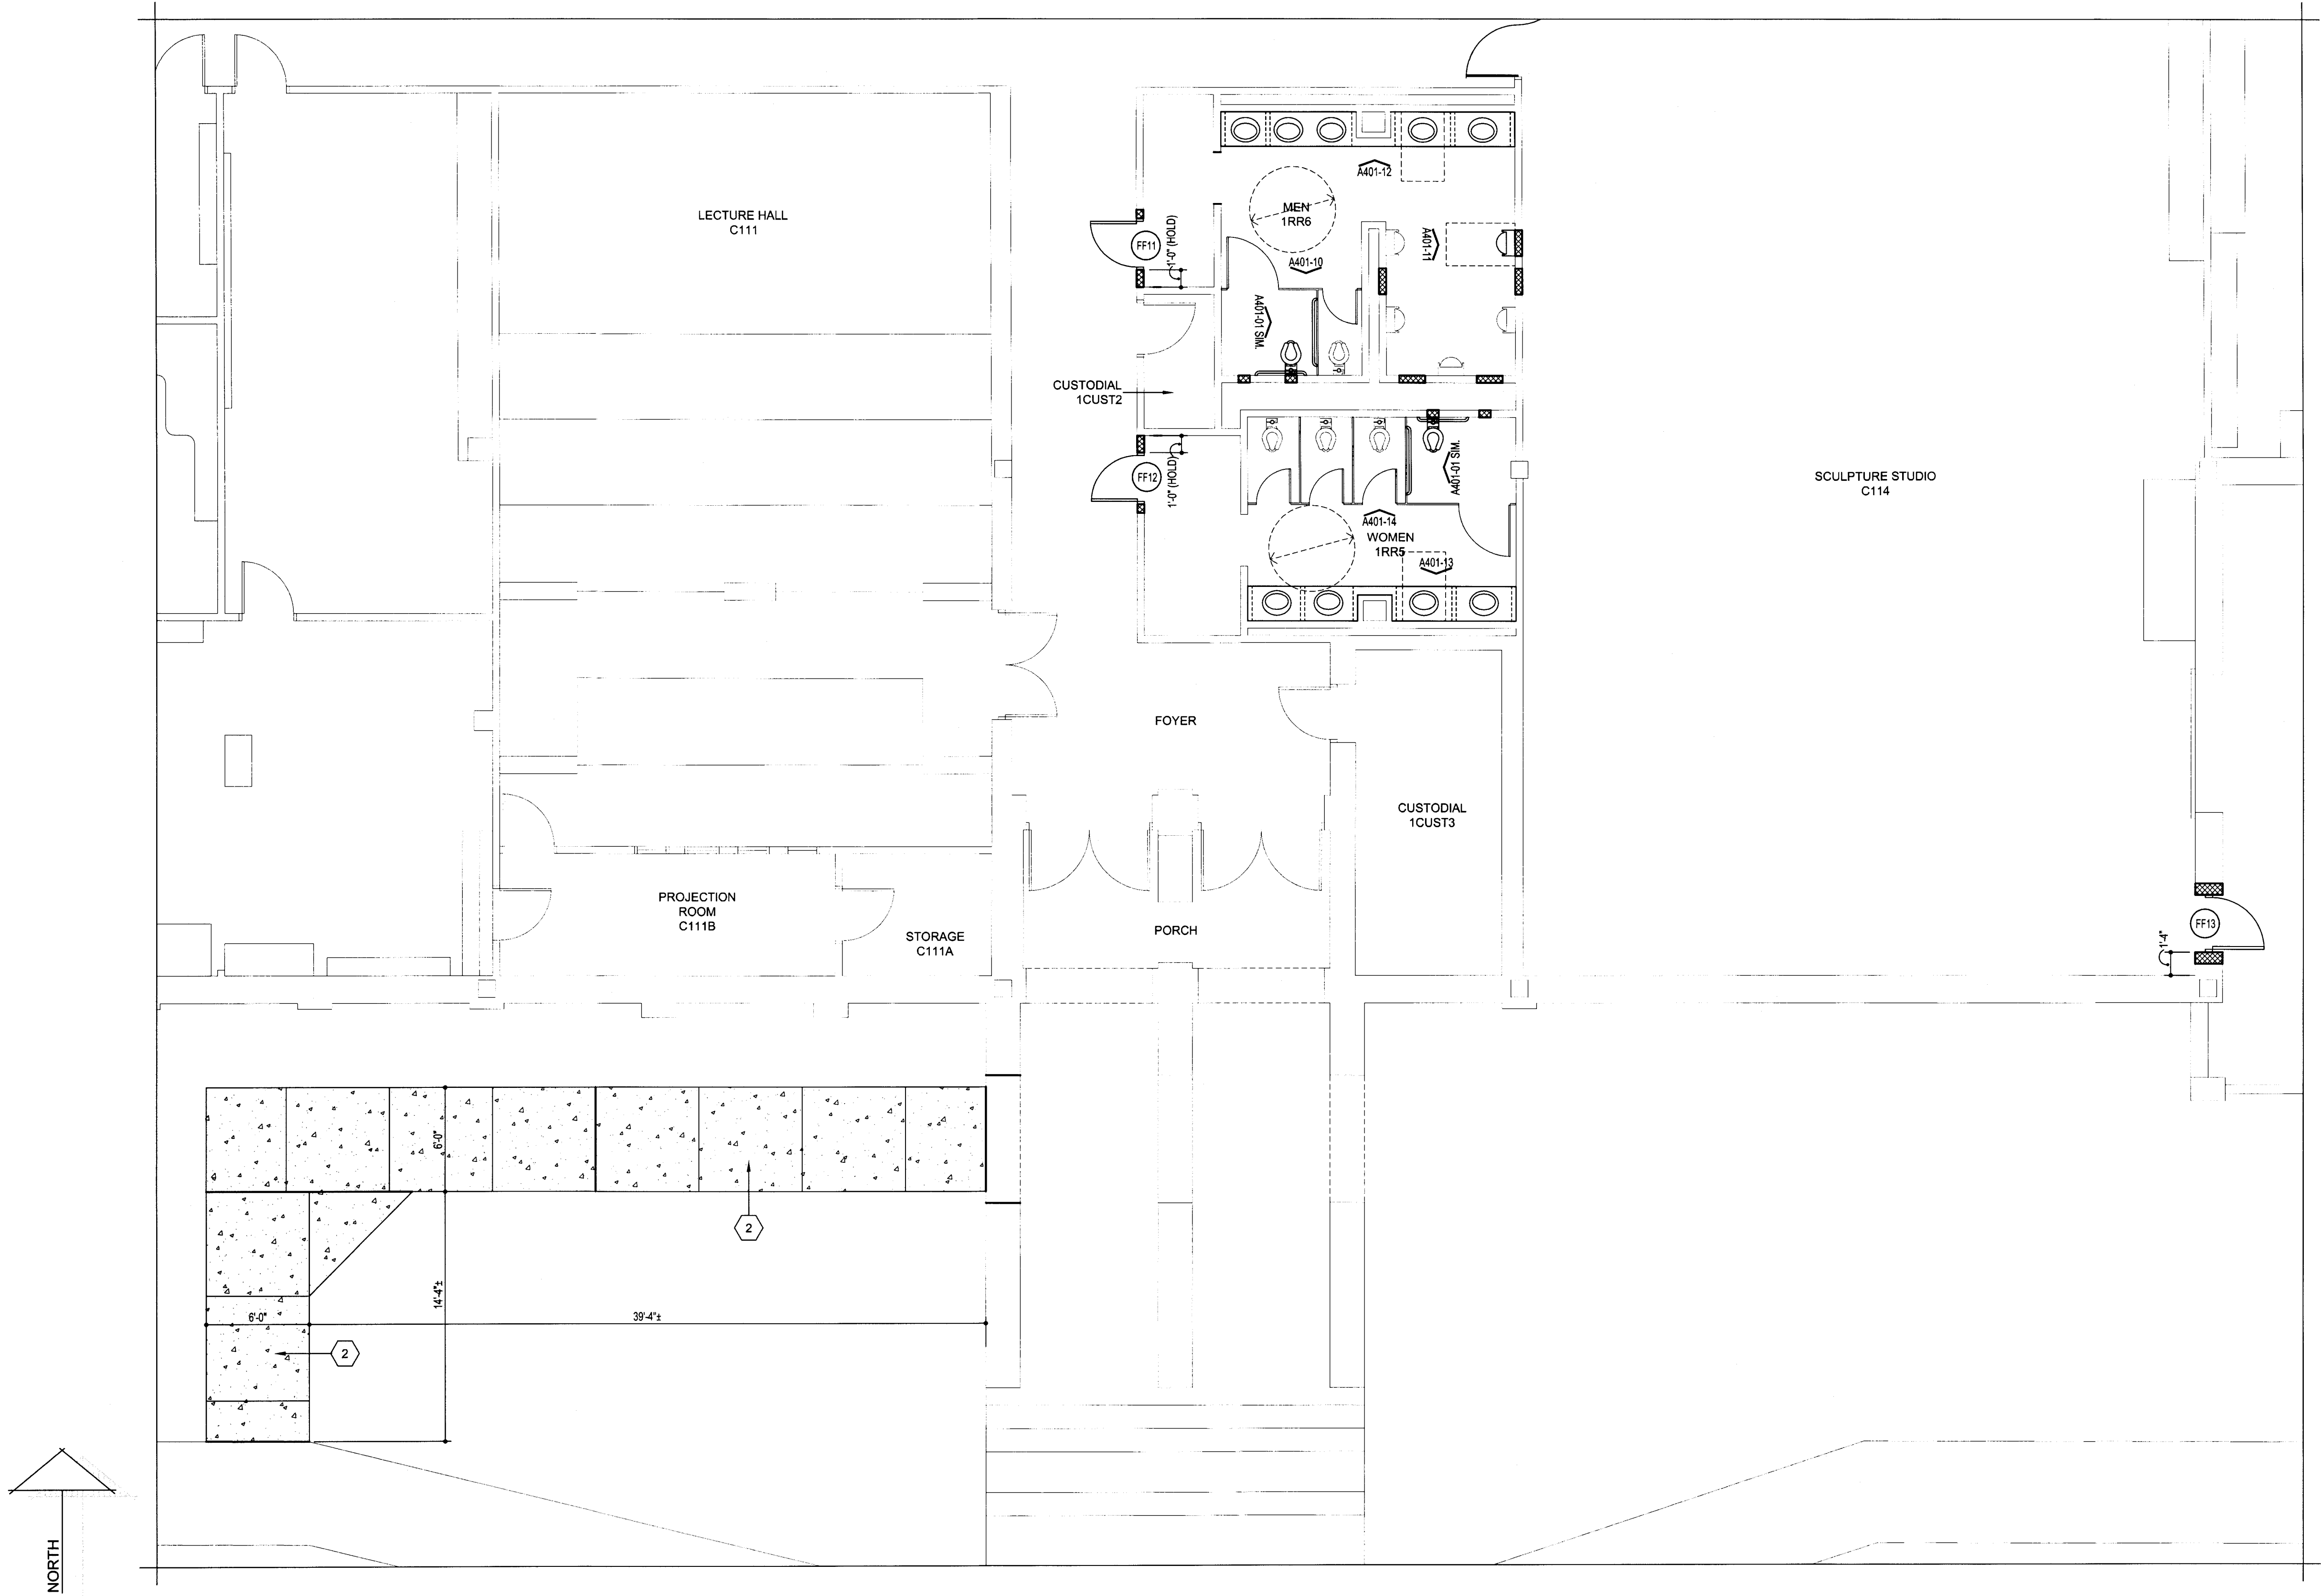 A401-12
LECTURE HALL
C111
MEN
1RR6
FF11
1'-0" (HOLD)
A401-11
A401-10
A401-01 SIM.
CUSTODIAL
1CUST2
FF12
1'-0" (HOLD)
A401-01 SIM.
SCULPTURE STUDIO
C114
A401-14
WOMEN
1RR5
A401-13
FOYER
CUSTODIAL
1CUST3
PROJECTION
ROOM
C111B
STORAGE
C111A
PORCH
FF13
1'-4"
6'-0"
2
14'-4"±
6'-0"
39'-4"±
2
NORTH